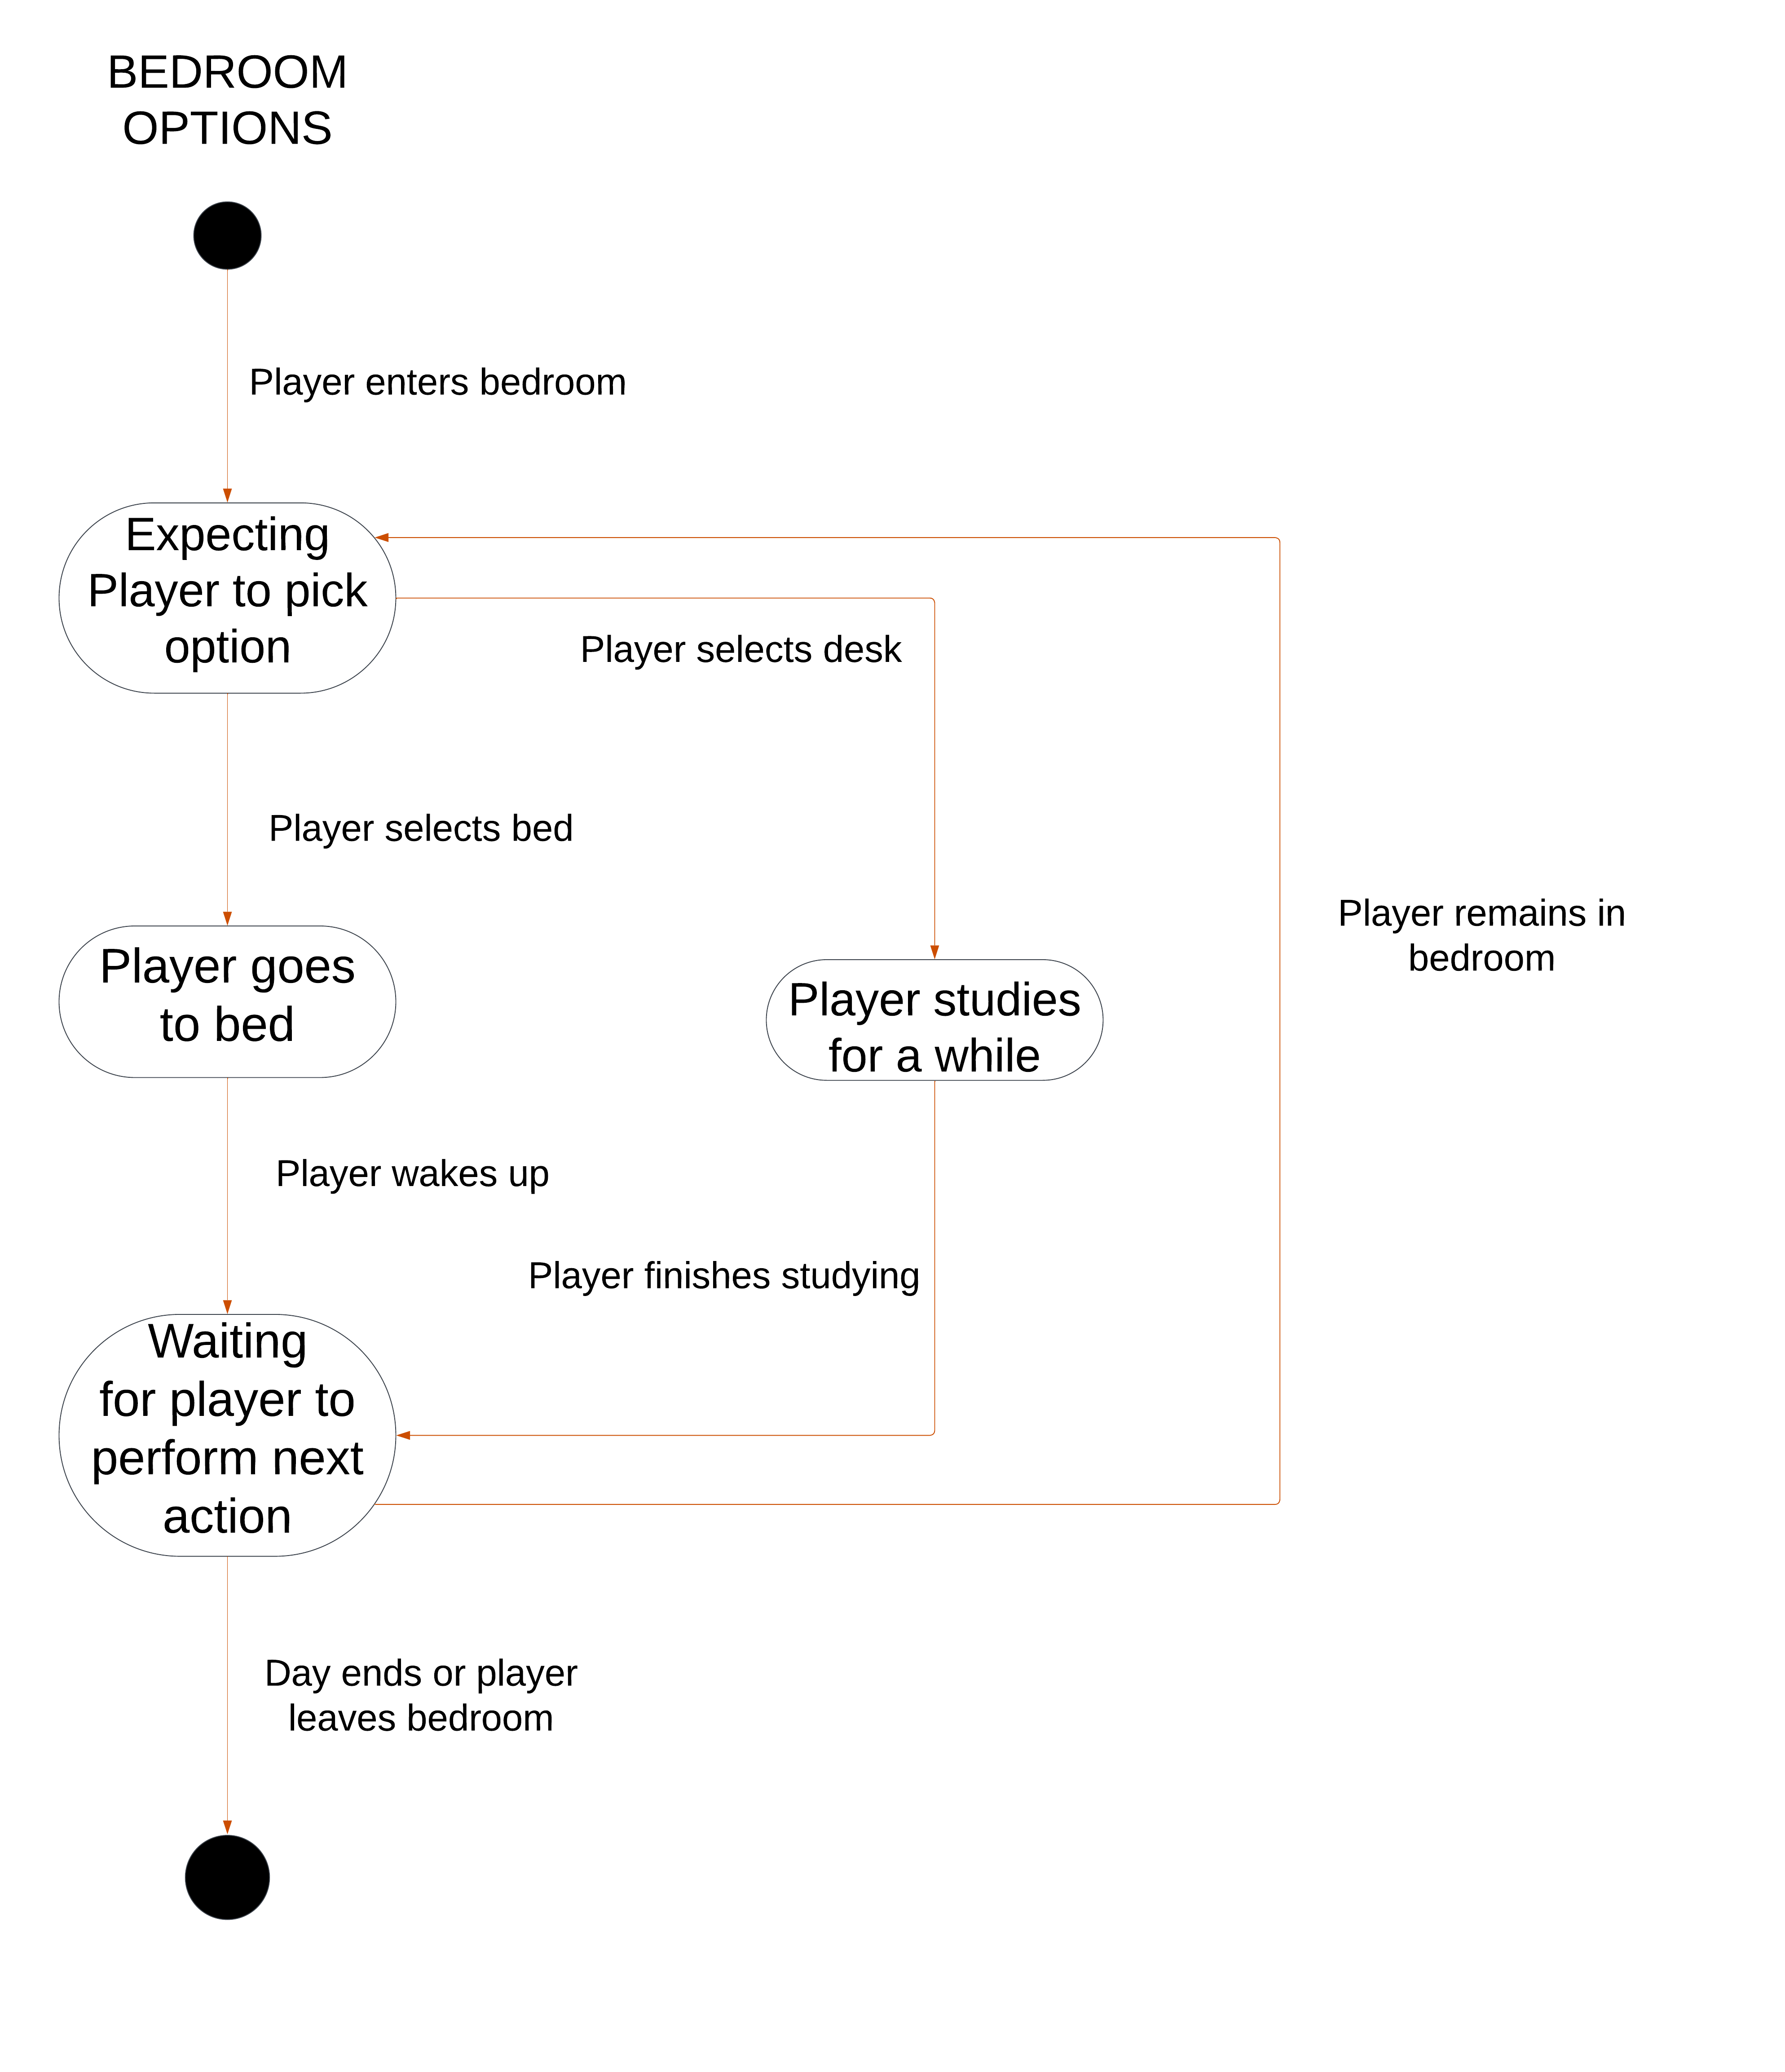 BEDROOM
OPTIONS
Player enters bedroom
Expecting
Player to pick
option
Player selects desk
Player selects bed
Player remains in
bedroom
Player goes
to bed
Player studies
for a while
Player wakes up
Player finishes studying
Waiting
for player to
perform next
action
Day ends or player
leaves bedroom